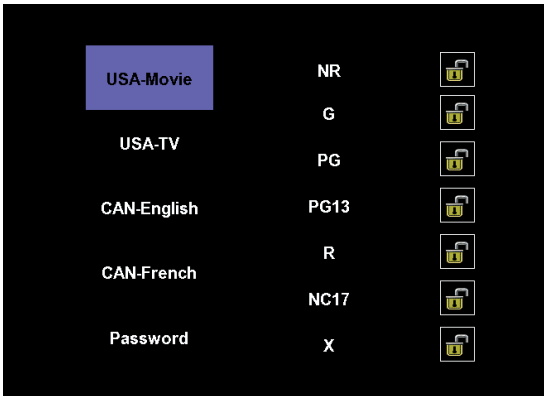 USA-Movie
USA-TV
CAN-English
CAN-French
Password
NR
G
PG
PG13
R
NC17
X